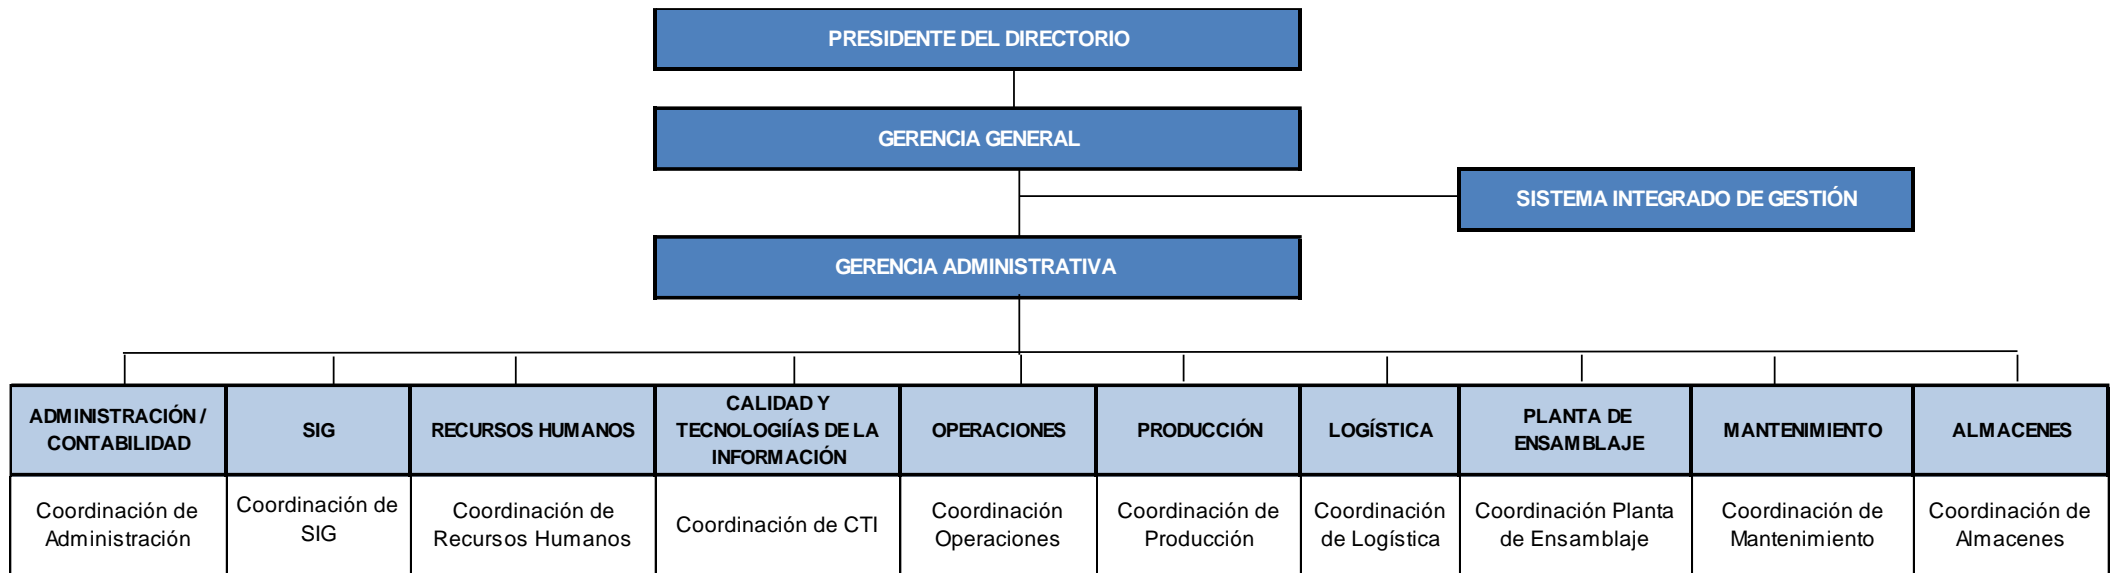 PRESIDENTE DEL DIRECTORIO
GERENCIA GENERAL
SISTEMA INTEGRADO DE GESTIÓN
GERENCIA ADMINISTRATIVA
ADMINISTRACIÓN /
CONTABILIDAD
SIG
RECURSOS HUMANOS
CALIDAD Y
TECNOLOGIÍAS DE LA
INFORMACIÓN
OPERACIONES
PRODUCCIÓN
LOGÍSTICA
PLANTA DE
ENSAMBLAJE
MANTENIMIENTO
ALMACENES
Coordinación de
Administración
Coordinación de
SIG
Coordinación de
Recursos Humanos
Coordinación de CTI
Coordinación
Operaciones
Coordinación de
Producción
Coordinación
de Logística
Coordinación Planta
de Ensamblaje
Coordinación de
Mantenimiento
Coordinación de
Almacenes